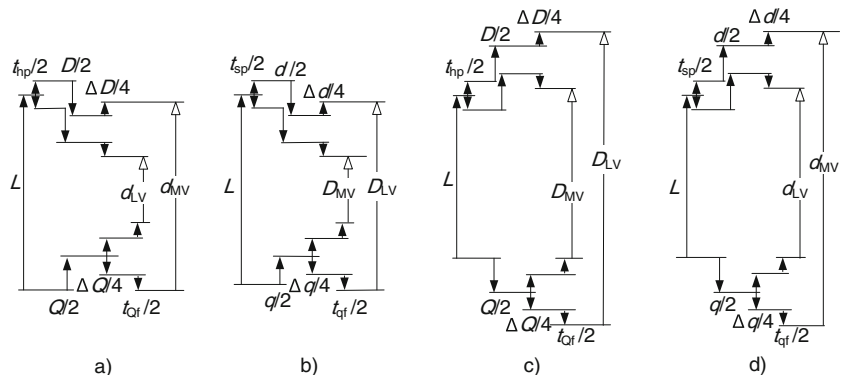 t_hp/2 D/2 ΔD/4 L d_LV d_MV Q/2 ΔQ/4 t_Qf/2 a)
t_sp/2 d/2 Δd/4 L D_MV D_LV q/2 Δq/4 t_qf/2 b)
t_hp/2 D/2 ΔD/4 L D_MV D_LV Q/2 ΔQ/4 t_Qf/2 c)
t_sp/2 d/2 Δd/4 L d_LV d_MV q/2 Δq/4 t_qf/2 d)